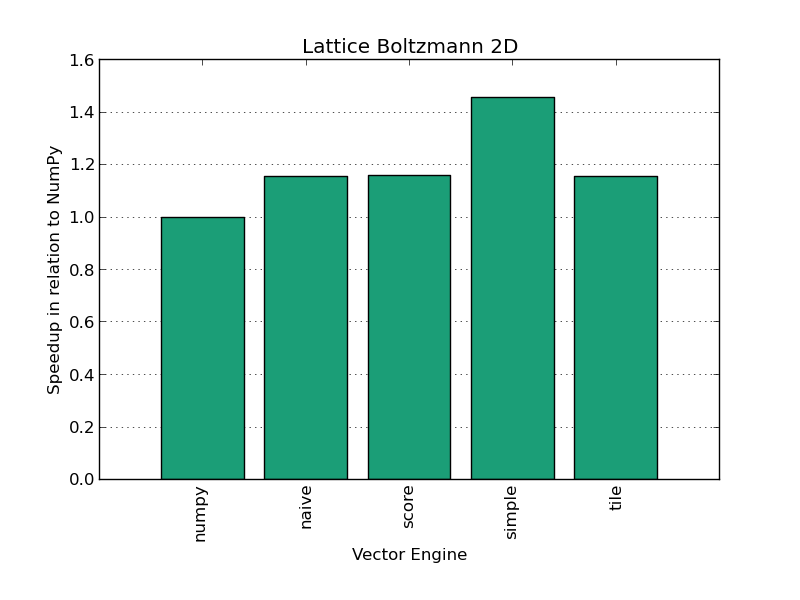 Lattice Boltzmann 2D
Speedup in relation to NumPy
1.6
1.4
1.2
1.0
0.8
0.6
0.4
0.2
0.0
numpy
naive
score
simple
tile
Vector Engine